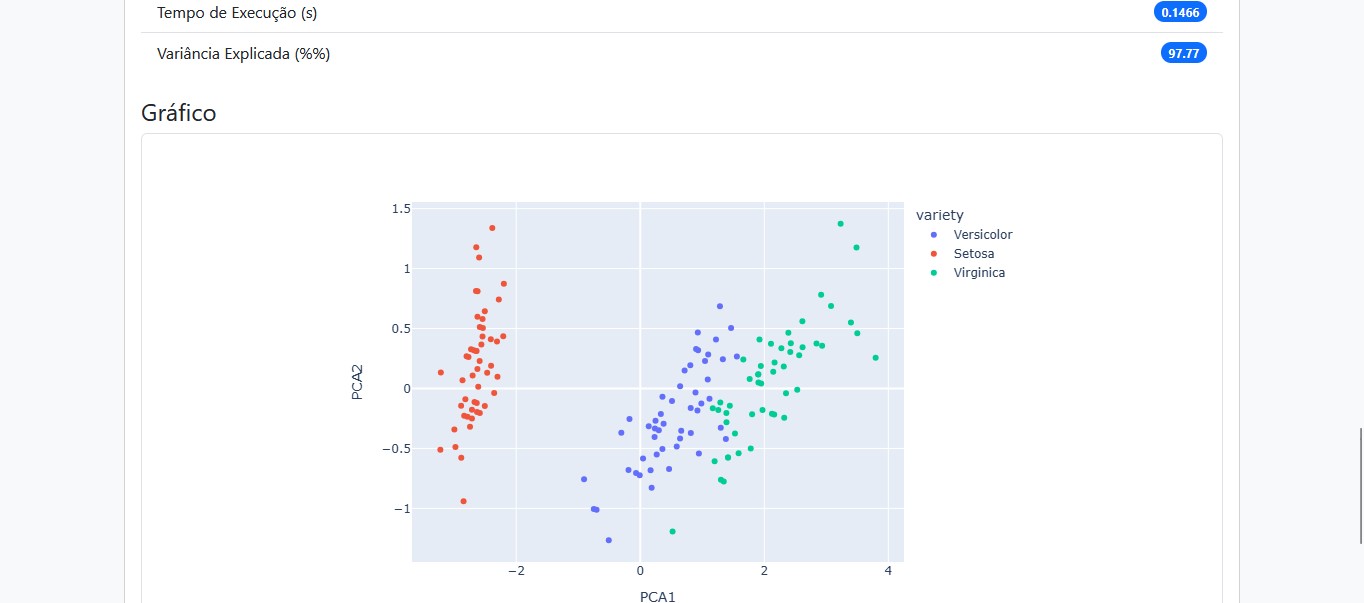 Tempo de Execução (s) 0.1466
Variância Explicada (%%) 97.77
Gráfico
variety
Versicolor
Setosa
Virginica
1.5
1
0.5
0
−0.5
−1
PCA2
−2 0 2 4
PCA1